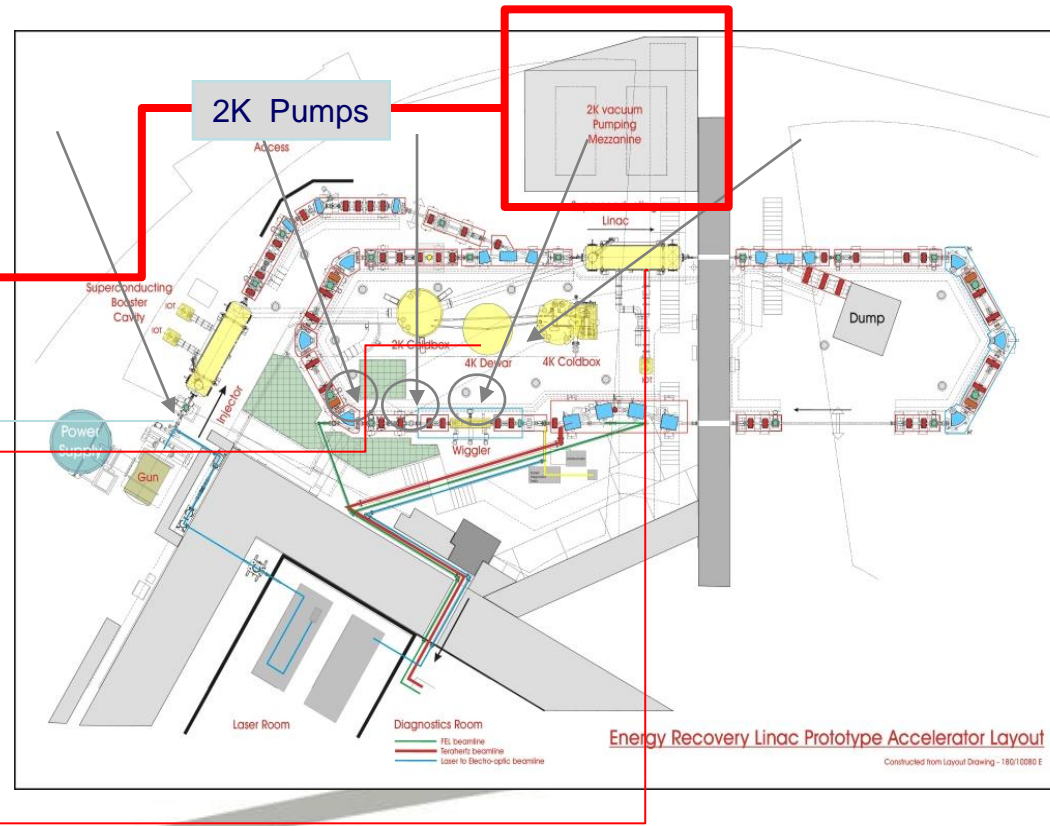 2K Pumps
2K vacuum
Pumping
Mezzanine
Access
Linac
Superconducting
Booster
Cavity
IOT
IOT
2K Coldbox
4K Dewar
4K Coldbox
IOT
Dump
Injector
Power
Supply
Gun
Wiggler
Laser Room
Diagnostics Room
FEL beamline
Terahertz beamline
Laser to Electro-optic beamline
Energy Recovery Linac Prototype Accelerator Layout
Constructed from Layout Drawing - 180/10080 E